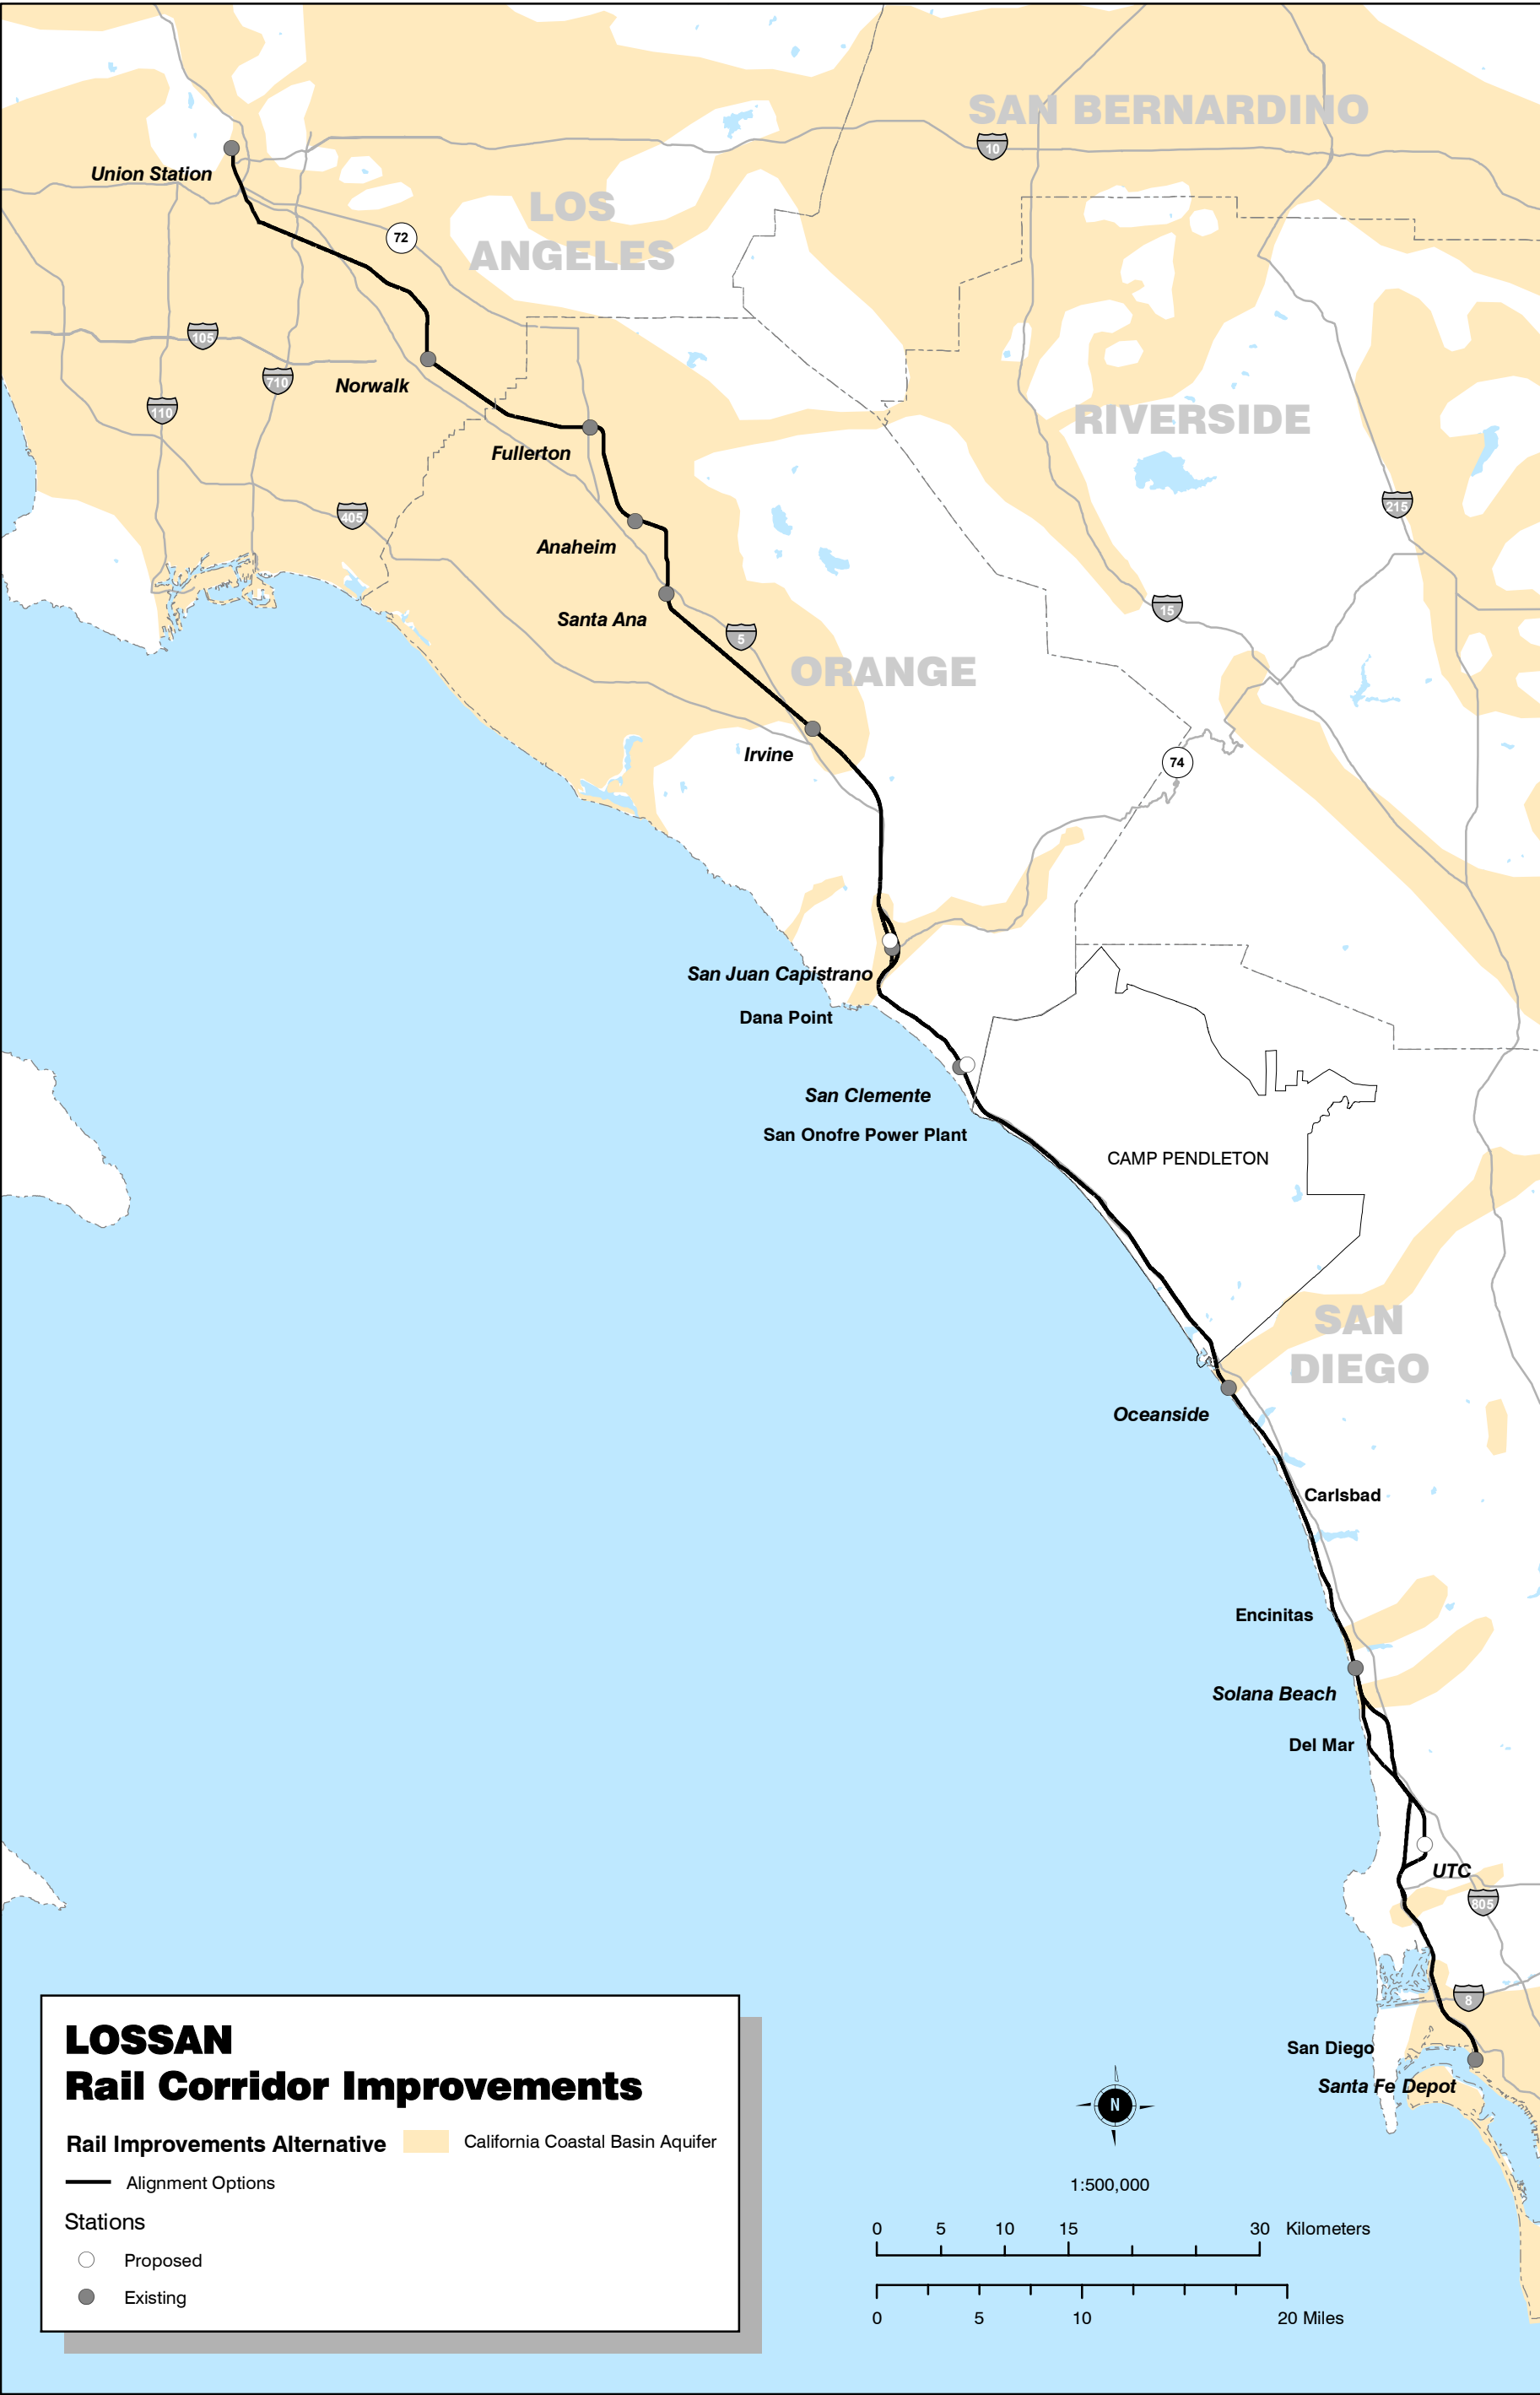 SAN BERNARDINO
10
Union Station
LOS
ANGELES
72
105
710
Norwalk
110
RIVERSIDE
Fullerton
215
405
Anaheim
15
Santa Ana
5
ORANGE
Irvine
74
San Juan Capistrano
Dana Point
San Clemente
San Onofre Power Plant
CAMP PENDLETON
SAN
DIEGO
Oceanside
Carlsbad
Encinitas
Solana Beach
Del Mar
UTC
805
8
San Diego
Santa Fe Depot
LOSSAN
Rail Corridor Improvements
Rail Improvements Alternative
California Coastal Basin Aquifer
Alignment Options
Stations
Proposed
Existing
N
1:500,000
0 5 10 15 30 Kilometers
0 5 10 20 Miles